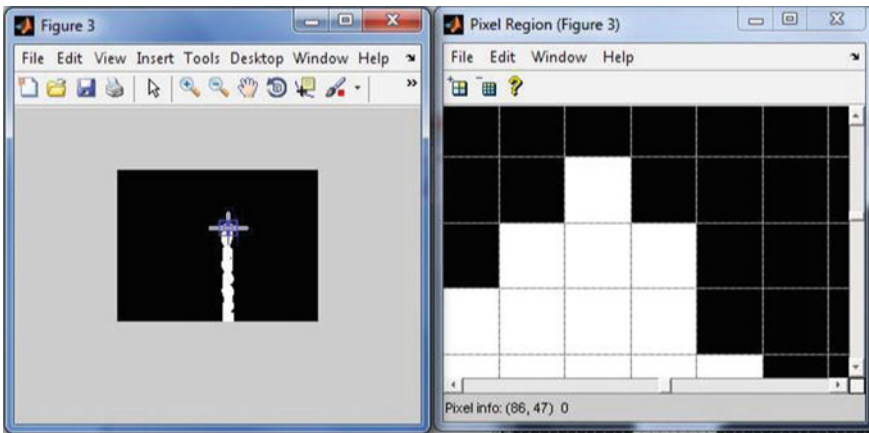 Figure 3
File Edit View Insert Tools Desktop Window Help
Pixel Region (Figure 3)
File Edit Window Help
Pixel info: (86, 47) 0